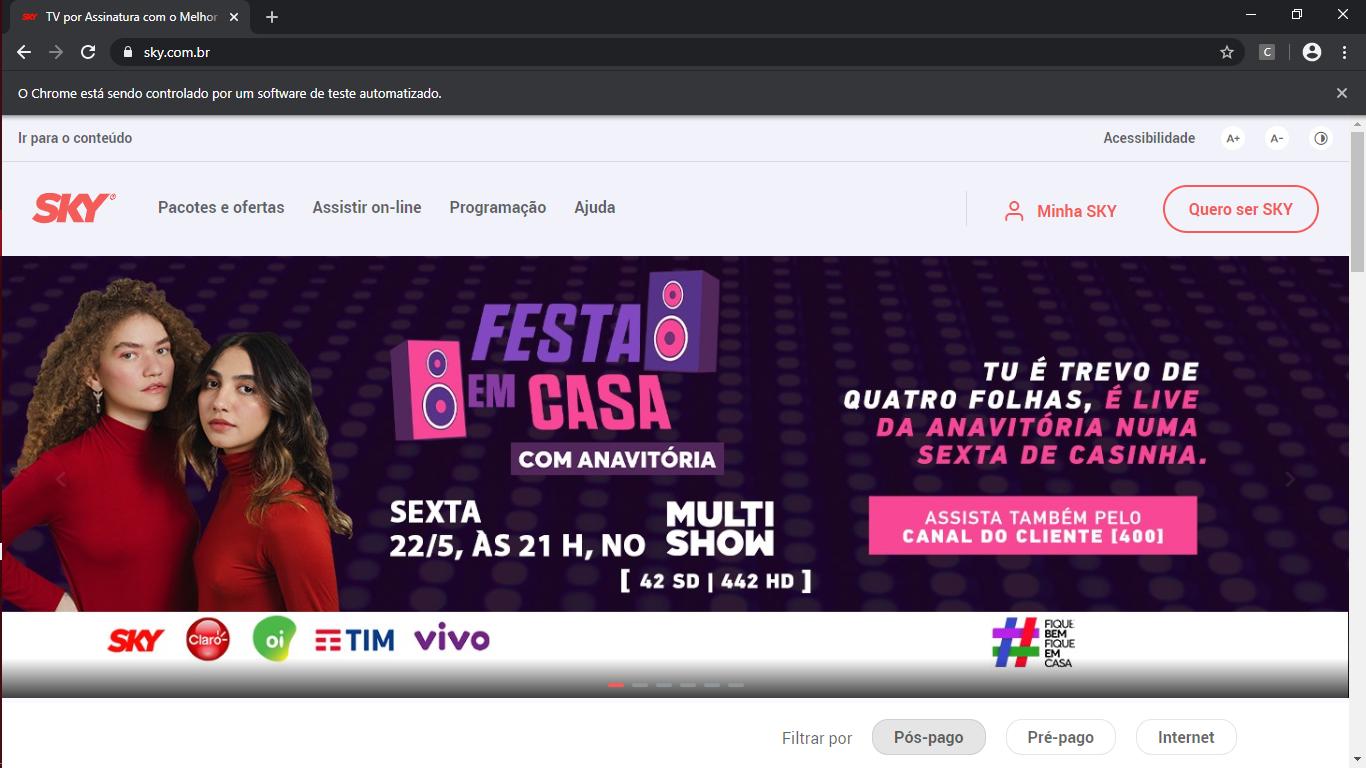 SKY TV por Assinatura com o Melhor
sky.com.br
C
O Chrome está sendo controlado por um software de teste automatizado.
Ir para o conteúdo
Acessibilidade A+ A-
SKY
Pacotes e ofertas Assistir on-line Programação Ajuda
Minha SKY
Quero ser SKY
FESTA
EM CASA
COM ANAVITÓRIA
SEXTA
22/5, ÀS 21 H, NO
MULTI
SHOW
[ 42 SD | 442 HD ]
TU É TREVO DE
QUATRO FOLHAS, É LIVE
DA ANAVITÓRIA NUMA
SEXTA DE CASINHA.
ASSISTA TAMBÉM PELO
CANAL DO CLIENTE [400]
SKY Claro oi TIM vivo
# FIQUE
BEM
FIQUE
EM
CASA
Filtrar por Pós-pago Pré-pago Internet